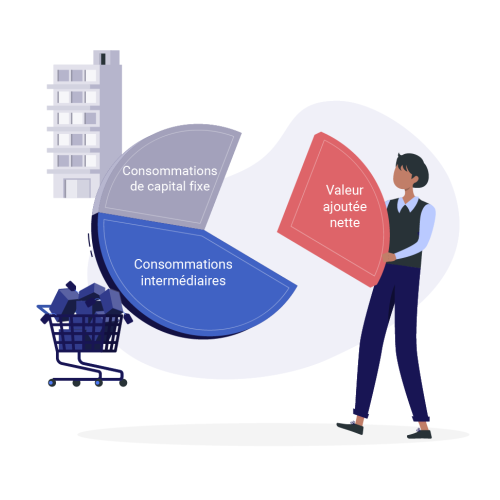 Consommations
de capital fixe
Valeur
ajoutée
nette
Consommations
intermédiaires